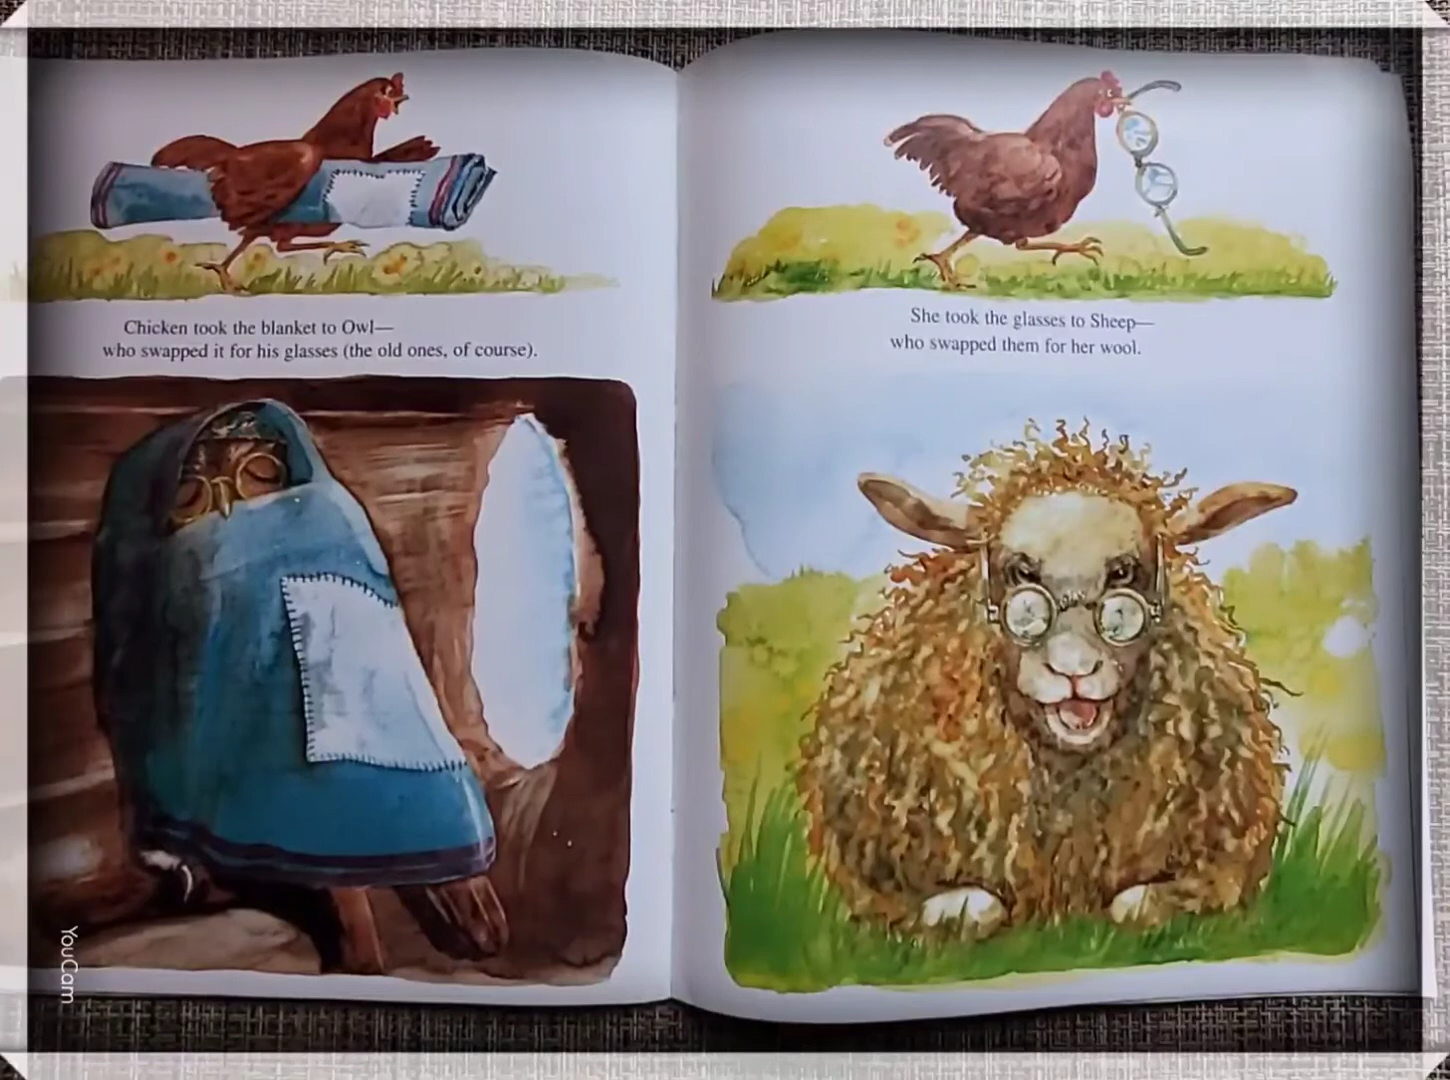 Chicken took the blanket to Owl—
who swapped it for his glasses (the old ones, of course).
She took the glasses to Sheep—
who swapped them for her wool.
YouCam